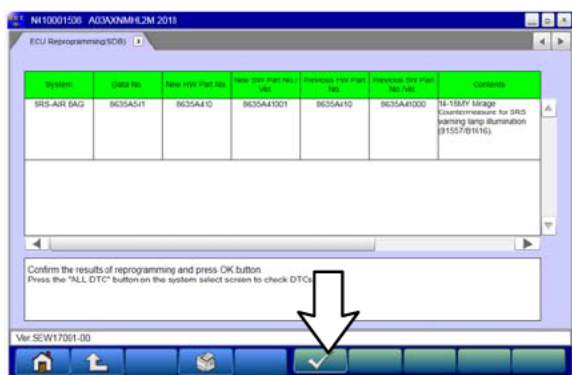 N410001508 A03AXNMHL2M 2018
ECU Reprogramming(SDB)
System
Data No.
New HW Part No.
New SW Part No./
Ver.
Previous HW Part
No.
Previous SW Part
No./Ver.
Contents
SRS-AIR BAG
8635A541
8635A410
8635A41001
8635A410
8635A41000
14-15MY Mirage
Countermeasure for SRS
warning lamp illumination
(B1557/B1616).
Confirm the results of reprogramming and press OK button.
Press the "ALL DTC" button on the system select screen to check DTCs
Ver.SEW17091-00